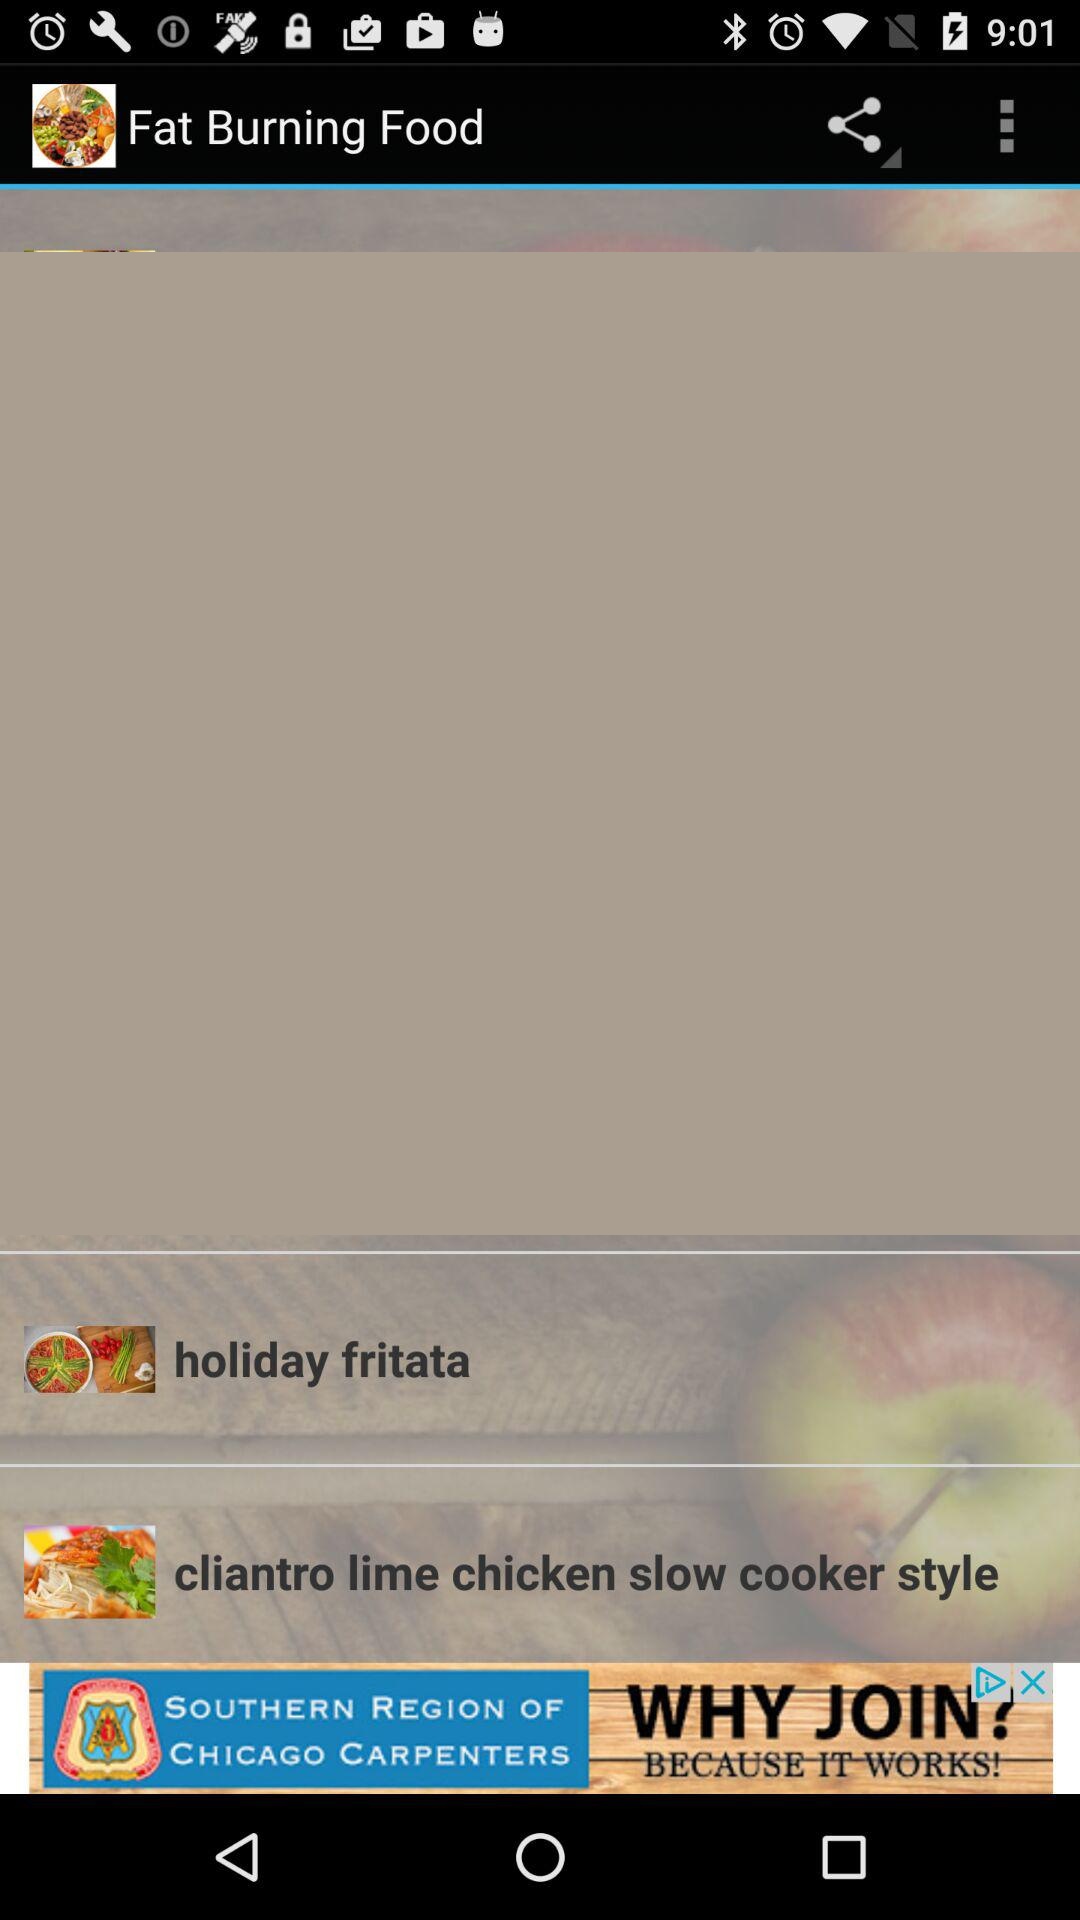 FAKE
9:01
Fat Burning Food
holiday fritata
cliantro lime chicken slow cooker style
SOUTHERN REGION OF
CHICAGO CARPENTERS
WHY JOIN?
BECAUSE IT WORKS!